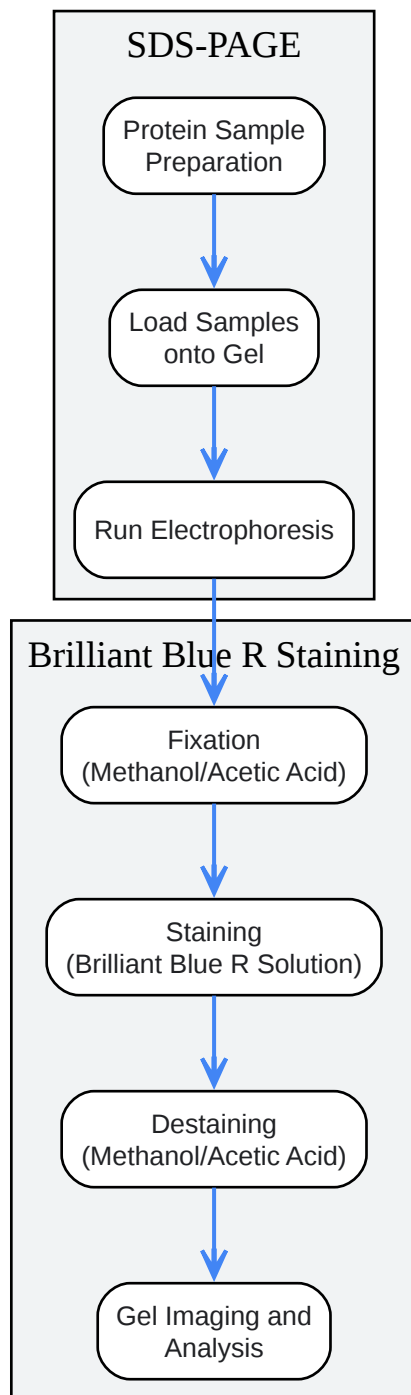 SDS-PAGE
Protein Sample
Preparation
Load Samples
onto Gel
Run Electrophoresis
Brilliant Blue R Staining
Fixation
(Methanol/Acetic Acid)
Staining
(Brilliant Blue R Solution)
Destaining
(Methanol/Acetic Acid)
Gel Imaging and
Analysis